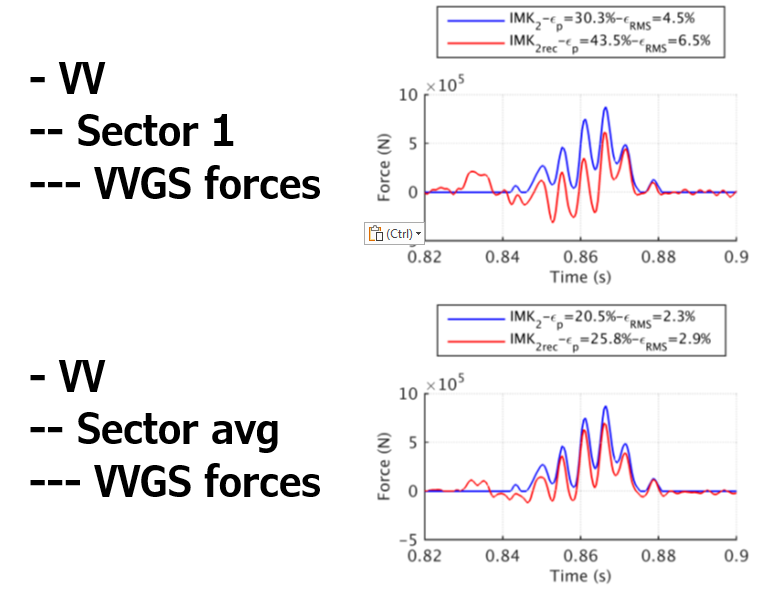 - VV
-- Sector 1
--- VVGS forces
IMK2-ϵp=30.3%-ϵRMS=4.5%
IMK2rec-ϵp=43.5%-ϵRMS=6.5%
×10^5
Force (N)
10
5
0
(Ctrl)
0.82 0.84 0.86 0.88 0.9
Time (s)
- VV
-- Sector avg
--- VVGS forces
IMK2-ϵp=20.5%-ϵRMS=2.3%
IMK2rec-ϵp=25.8%-ϵRMS=2.9%
×10^5
Force (N)
10
5
0
-5
0.82 0.84 0.86 0.88 0.9
Time (s)